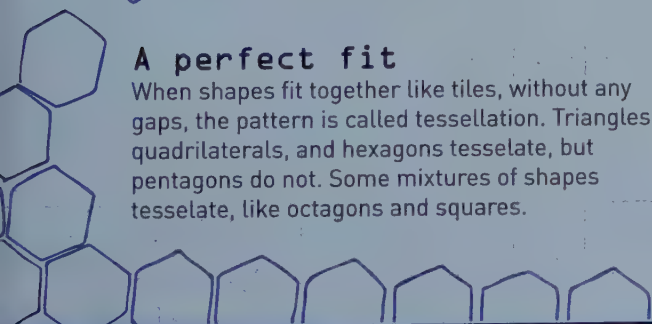 A perfect fit
When shapes fit together like tiles, without any
gaps, the pattern is called tessellation. Triangles
quadrilaterals, and hexagons tesselate, but
pentagons do not. Some mixtures of shapes
tesselate, like octagons and squares.